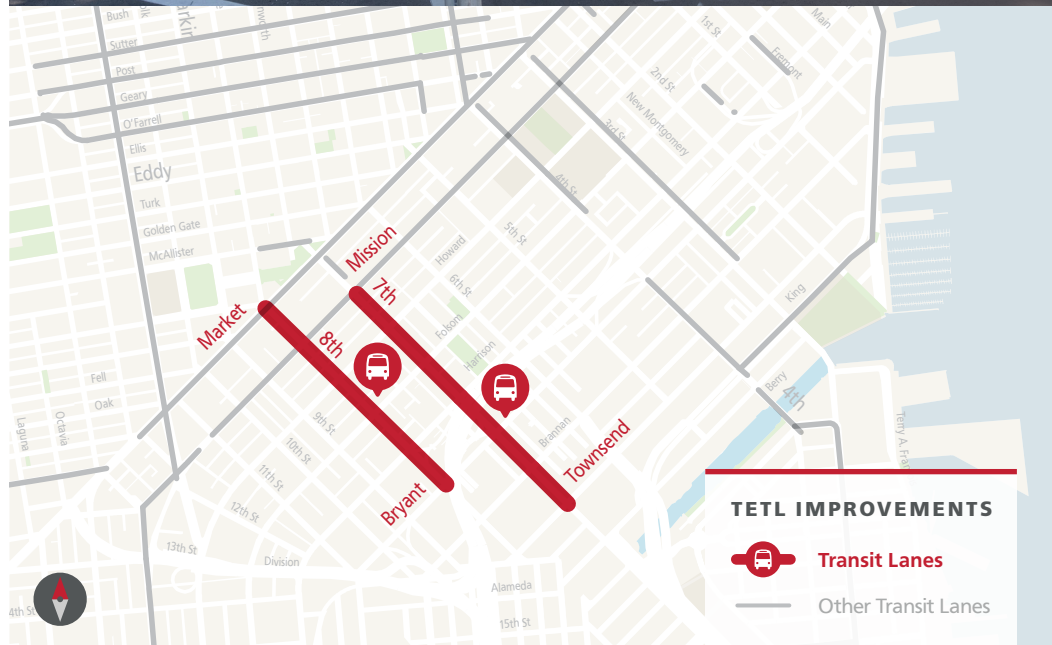 Bush
Sutter
Post
Geary
O'Farrell
Ellis
Eddy
Turk
Golden Gate
McAllister
1st St
Main
Fremont
2nd St
New Montgomery
3rd St
4th St
5th St
Howard
6th St
Folsom
Harrison
Mission
7th
Market
8th
King
Berry
4th
Fell
Oak
Laguna
Octavia
9th St
10th St
11th St
12th St
13th St
Division
Brannan
Townsend
Bryant
Alameda
15th St
4th St
TETL IMPROVEMENTS
Transit Lanes
Other Transit Lanes